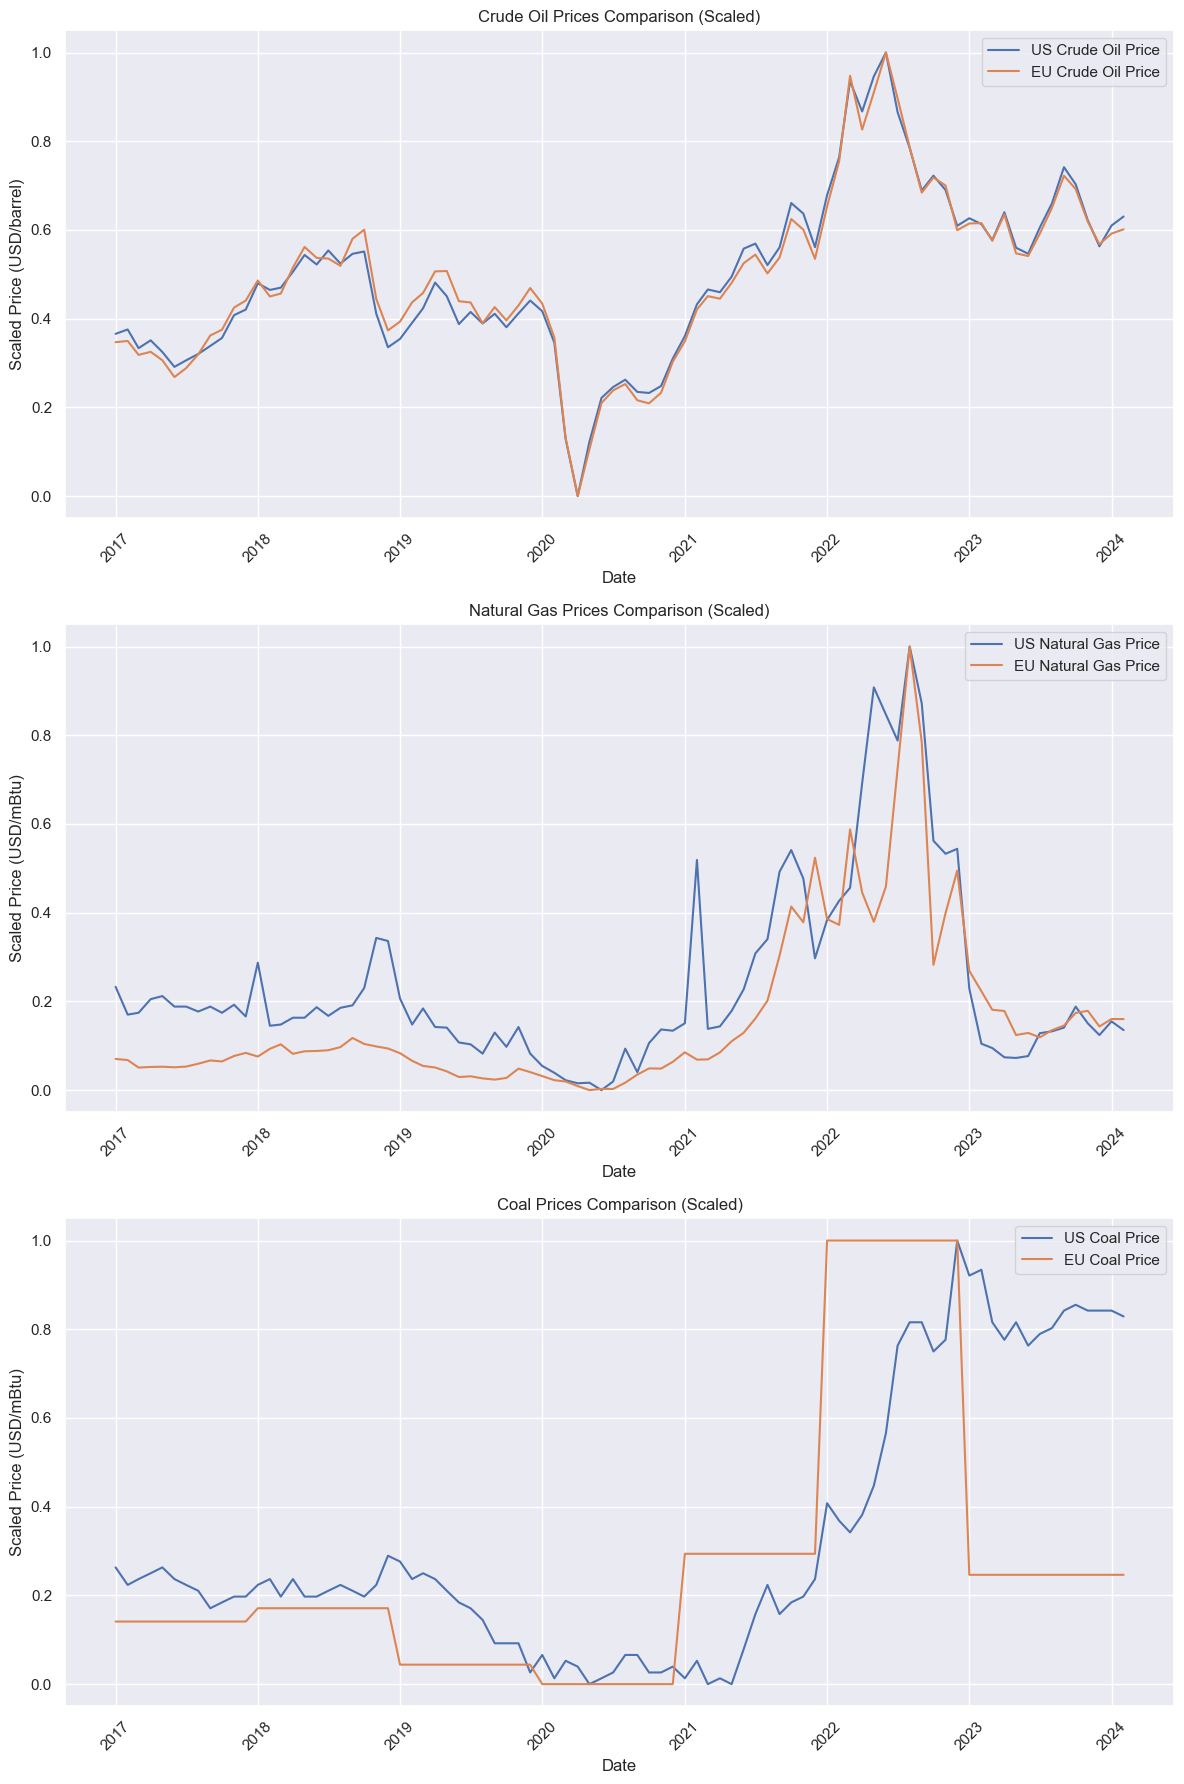 Crude Oil Prices Comparison (Scaled)
US Crude Oil Price
EU Crude Oil Price
Scaled Price (USD/barrel)
1.0
0.8
0.6
0.4
0.2
0.0
2017 2018 2019 2020 2021 2022 2023 2024
Date
Natural Gas Prices Comparison (Scaled)
US Natural Gas Price
EU Natural Gas Price
Scaled Price (USD/mBtu)
1.0
0.8
0.6
0.4
0.2
0.0
2017 2018 2019 2020 2021 2022 2023 2024
Date
Coal Prices Comparison (Scaled)
US Coal Price
EU Coal Price
Scaled Price (USD/mBtu)
1.0
0.8
0.6
0.4
0.2
0.0
2017 2018 2019 2020 2021 2022 2023 2024
Date